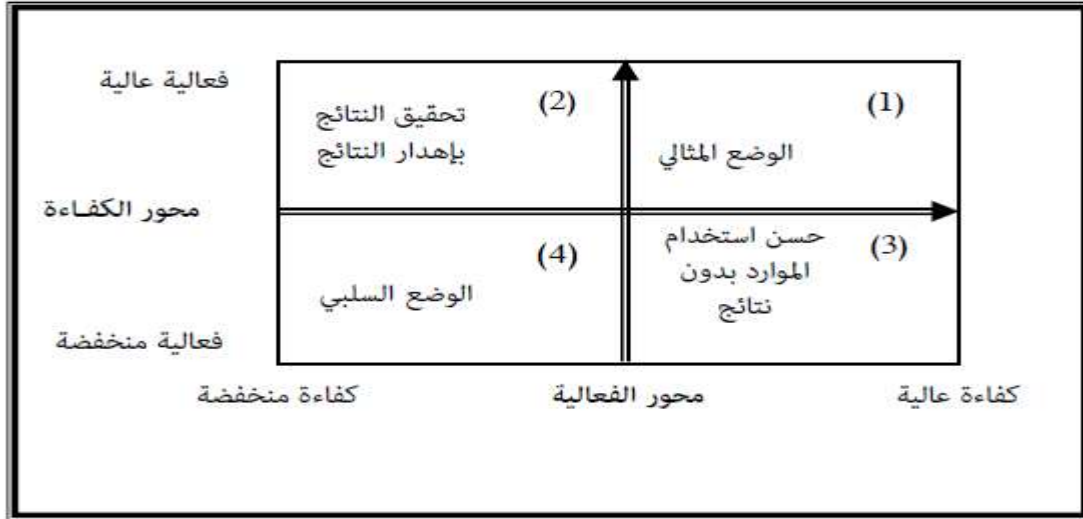 فعالية عالية
(1)
الوضع المثالي
(2)
تحقيق النتائج
بإهدار النتائج
محور الكفـاءة
(3)
حسن استخدام
الموارد بدون
نتائج
(4)
الوضع السلبي
فعالية منخفضة
كفاءة عالية
محور الفعالية
كفاءة منخفضة